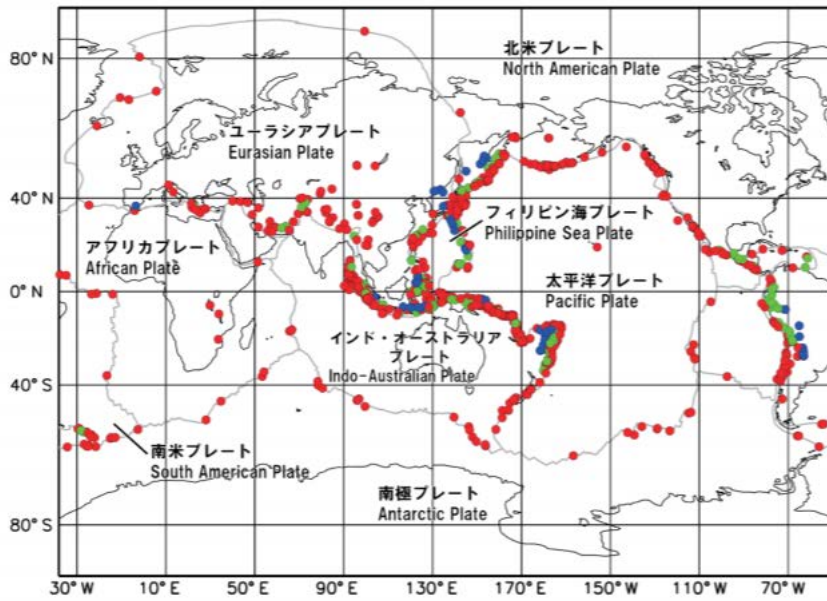 80° N
北米プレート
North American Plate
ユーラシアプレート
Eurasian Plate
40° N
フィリピン海プレート
Philippine Sea Plate
アフリカプレート
African Plate
太平洋プレート
Pacific Plate
0° N
インド・オーストラリア
プレート
Indo-Australian Plate
40° S
南米プレート
South American Plate
南極プレート
Antarctic Plate
80° S
30° W 10° E 50° E 90° E 130° E 170° E 150° W 110° W 70° W